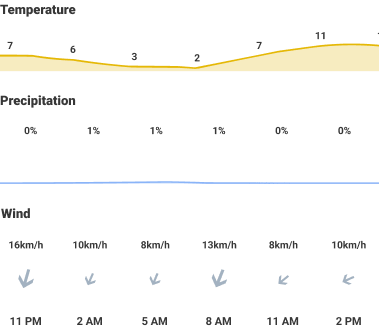 Temperature
7 6 3 2 7 11
Precipitation
0% 1% 1% 1% 0% 0%
Wind
16km/h 10km/h 8km/h 13km/h 8km/h 10km/h
11 PM 2 AM 5 AM 8 AM 11 AM 2 PM